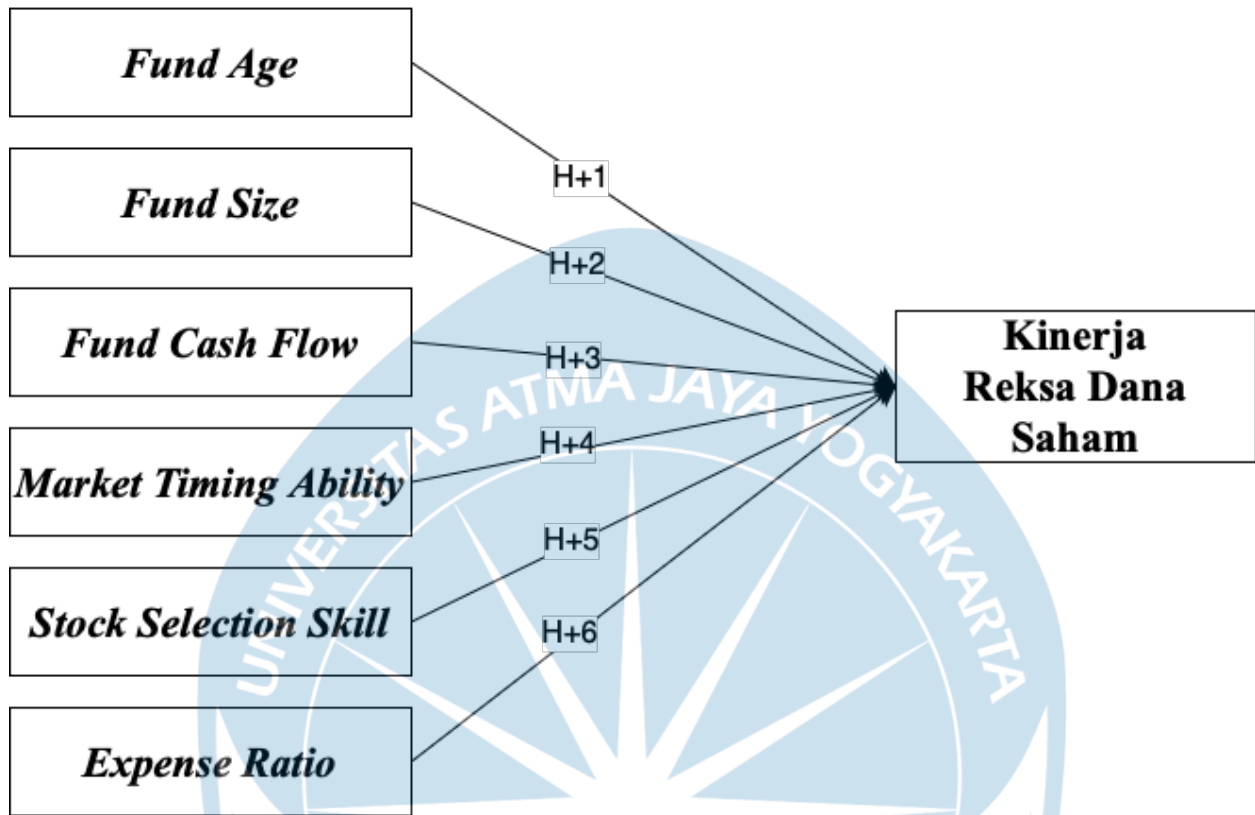 Fund Age
H+1
Fund Size
H+2
Fund Cash Flow
H+3
Kinerja
Reksa Dana
Saham
UNIVERSITAS ATMA JAYA YOGYAKARTA
Market Timing Ability
H+4
Stock Selection Skill
H+5
Expense Ratio
H+6